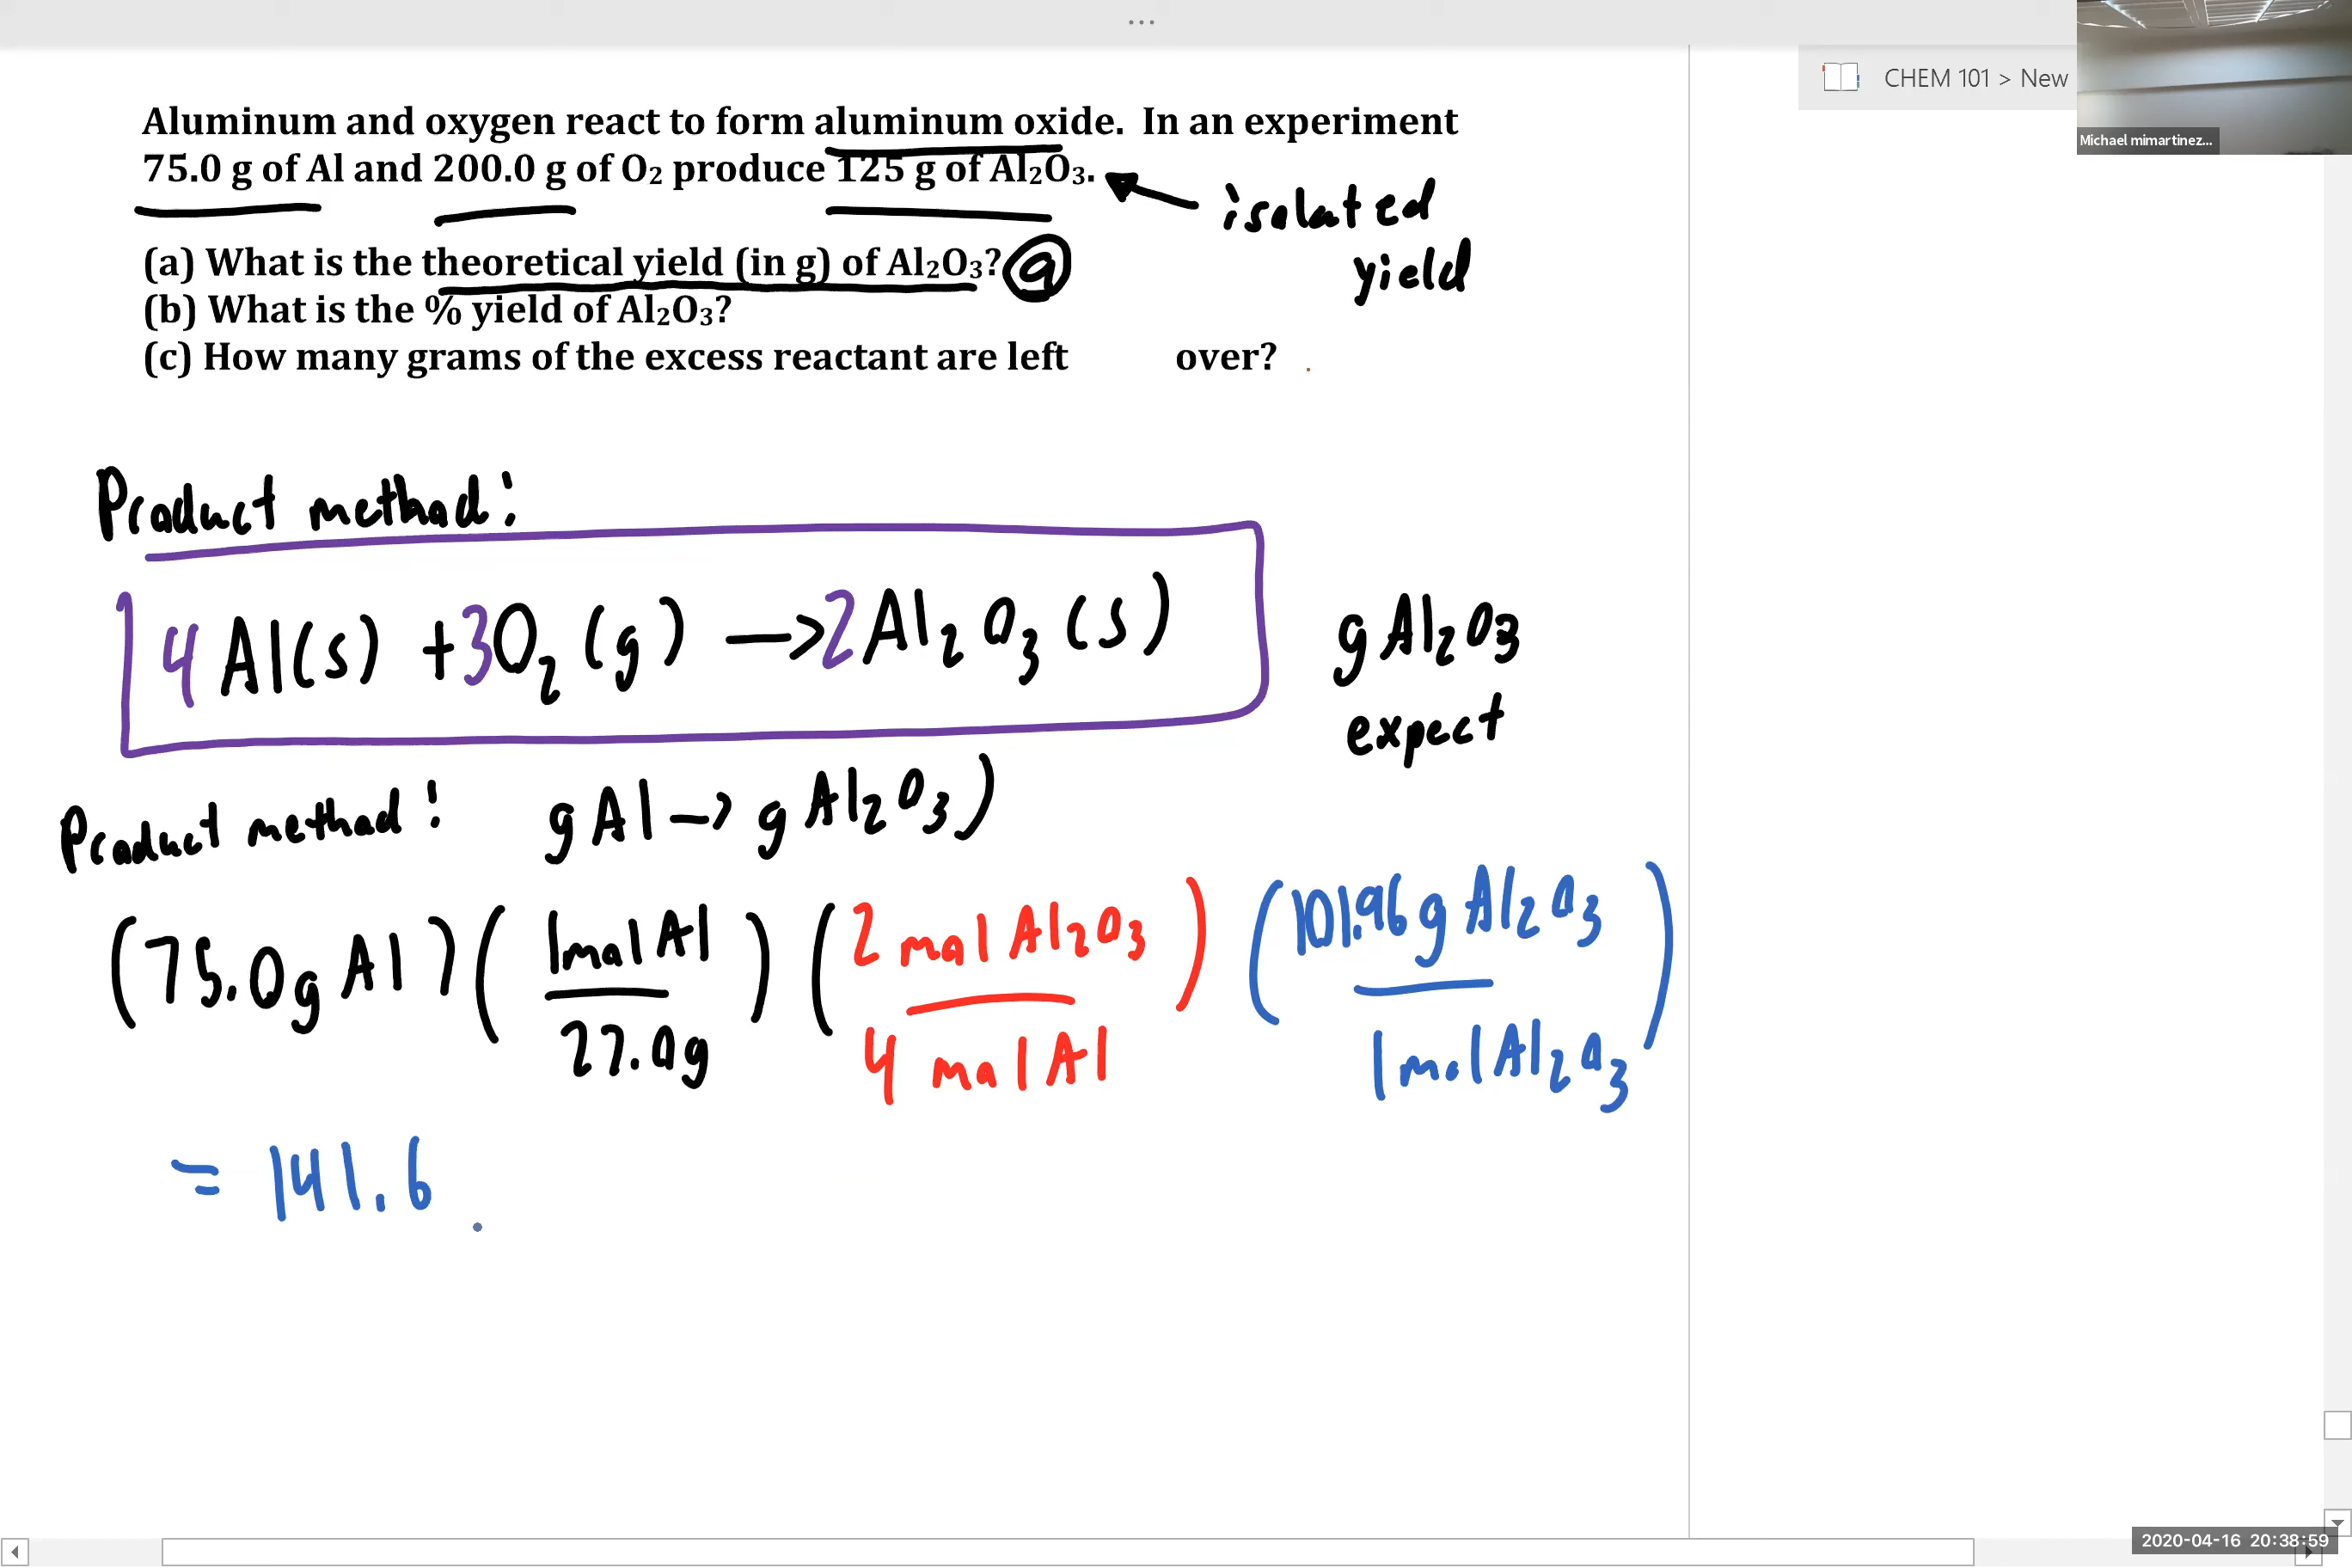 ...
CHEM 101 > New
Michael mimartinez...
Aluminum and oxygen react to form aluminum oxide. In an experiment
75.0 g of Al and 200.0 g of O₂ produce 125 g of Al₂O₃.
isolated
yield
(a) What is the theoretical yield (in g) of Al₂O₃? a
(b) What is the % yield of Al₂O₃?
(c) How many grams of the excess reactant are left over?
Product method:
4Al(s) + 3O₂(g) → 2Al₂O₃(s)
g Al₂O₃
expect
Product method: g Al → g Al₂O₃)
(75.0g Al) (1 mol Al / 27.0g) (2 mol Al₂O₃ / 4 mol Al) (101.96 g Al₂O₃ / 1 mol Al₂O₃)
= 141.6
2020-04-16 20:38:59